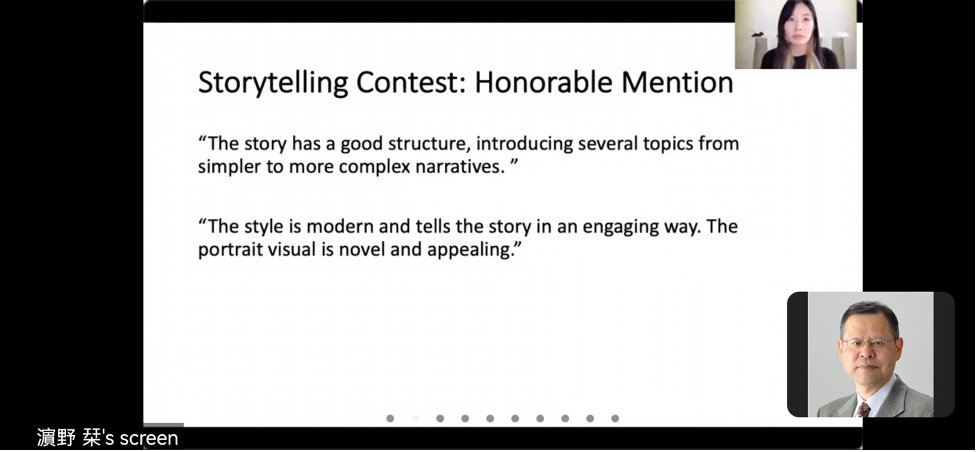 Storytelling Contest: Honorable Mention
“The story has a good structure, introducing several topics from
simpler to more complex narratives. ”
“The style is modern and tells the story in an engaging way. The
portrait visual is novel and appealing.”
濵野 栞's screen